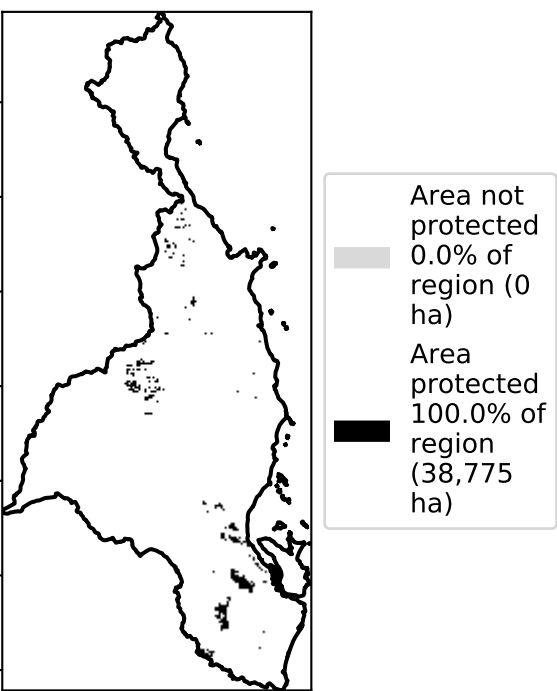 Area not
protected
0.0% of
region (0
ha)
Area
protected
100.0% of
region
(38,775
ha)